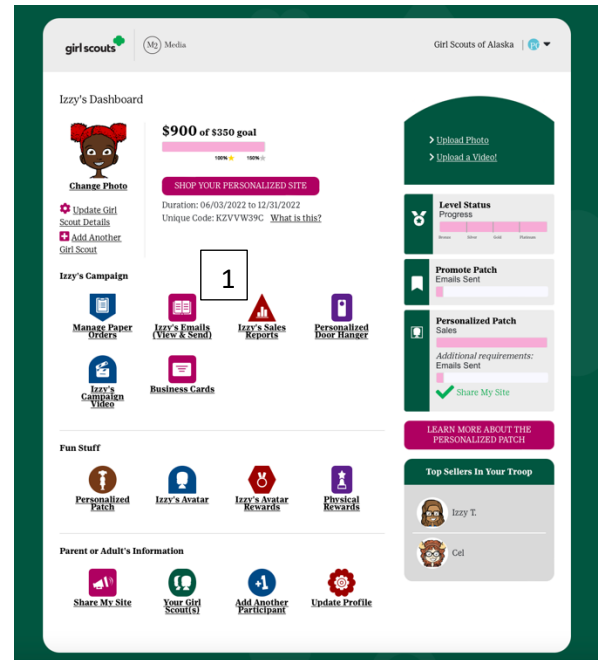 girl scouts
M2 Media
Girl Scouts of Alaska
Izzy's Dashboard
Change Photo
Update Girl
Scout Details
Add Another
Girl Scout
$900 of $350 goal
100% 150%
SHOP YOUR PERSONALIZED SITE
Duration: 06/03/2022 to 12/31/2022
Unique Code: KZVVW39C What is this?
Izzy's Campaign
1
Manage Paper
Orders
Izzy's Emails
(View & Send)
Izzy's Sales
Reports
Personalized
Door Hanger
Izzy's
Campaign
Video
Business Cards
Fun Stuff
Personalized
Patch
Izzy's Avatar
Izzy's Avatar
Rewards
Physical
Rewards
Parent or Adult's Information
Share My Site
Your Girl
Scout(s)
+1
Add Another
Participant
Update Profile
Upload Photo
Upload a Video!
Level Status
Progress
Bronze Silver Gold Platinum
Promote Patch
Emails Sent
Personalized Patch
Sales
Additional requirements:
Emails Sent
Share My Site
LEARN MORE ABOUT THE
PERSONALIZED PATCH
Top Sellers In Your Troop
Izzy T.
Cel